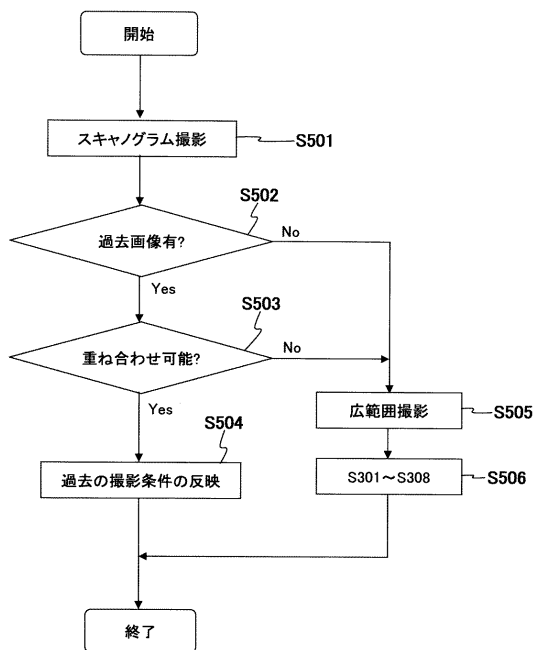 開始
スキャノグラム撮影
S501
S502
過去画像有?
No
Yes
S503
重ね合わせ可能?
No
Yes
S504
広範囲撮影
S505
過去の撮影条件の反映
S301～S308
S506
終了